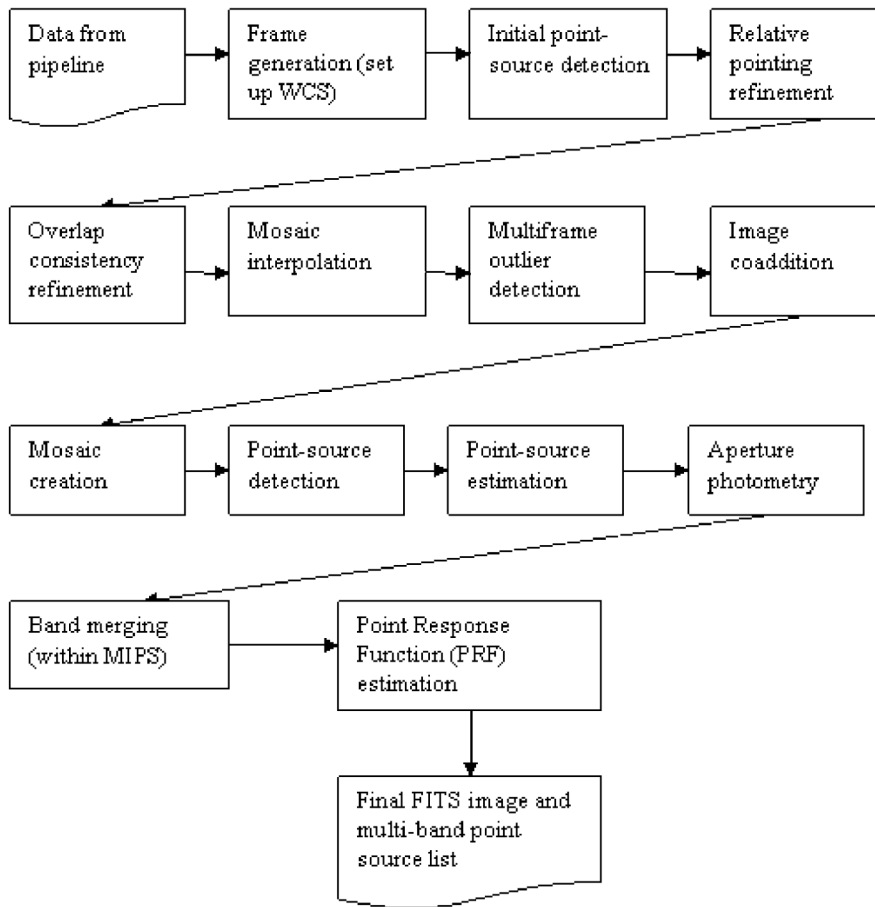 Data from
pipeline
Frame
generation (set
up WCS)
Initial point-
source detection
Relative
pointing
refinement
Overlap
consistency
refinement
Mosaic
interpolation
Multiframe
outlier
detection
Image
coaddition
Mosaic
creation
Point-source
detection
Point-source
estimation
Aperture
photometry
Band merging
(within MIPS)
Point Response
Function (PRF)
estimation
Final FITS image and
multi-band point
source list